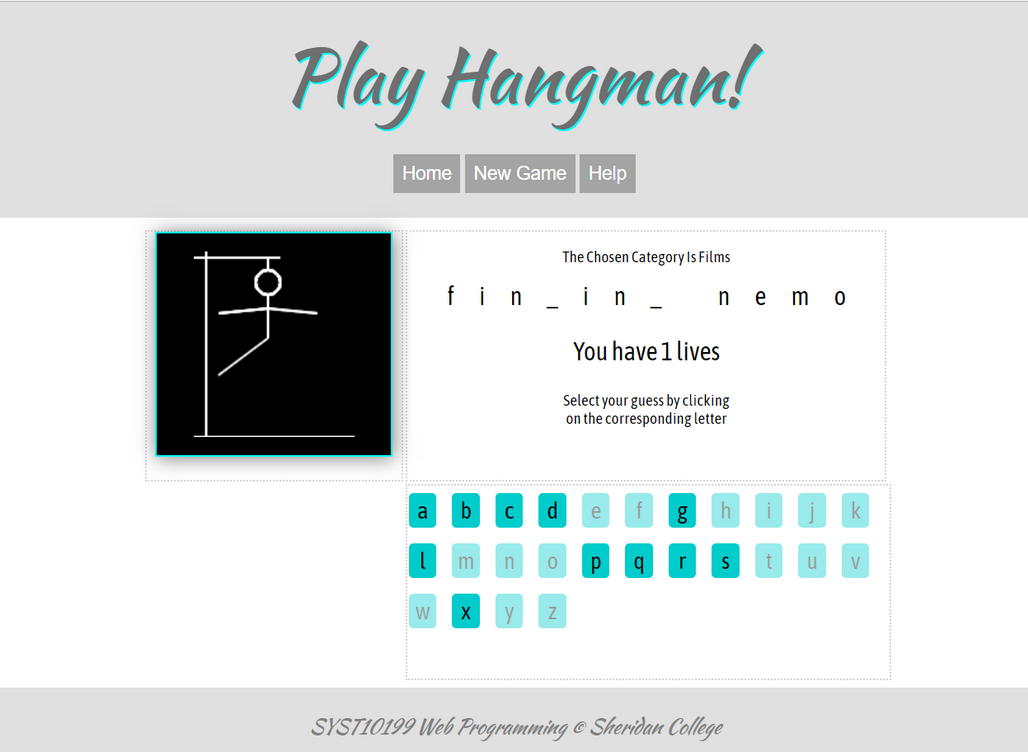 Play Hangman!
Home New Game Help
The Chosen Category Is Films
f i n _ i n _ n e m o
You have 1 lives
Select your guess by clicking
on the corresponding letter
a b c d e f g h i j k
l m n o p q r s t u v
w x y z
SYST10199 Web Programming © Sheridan College